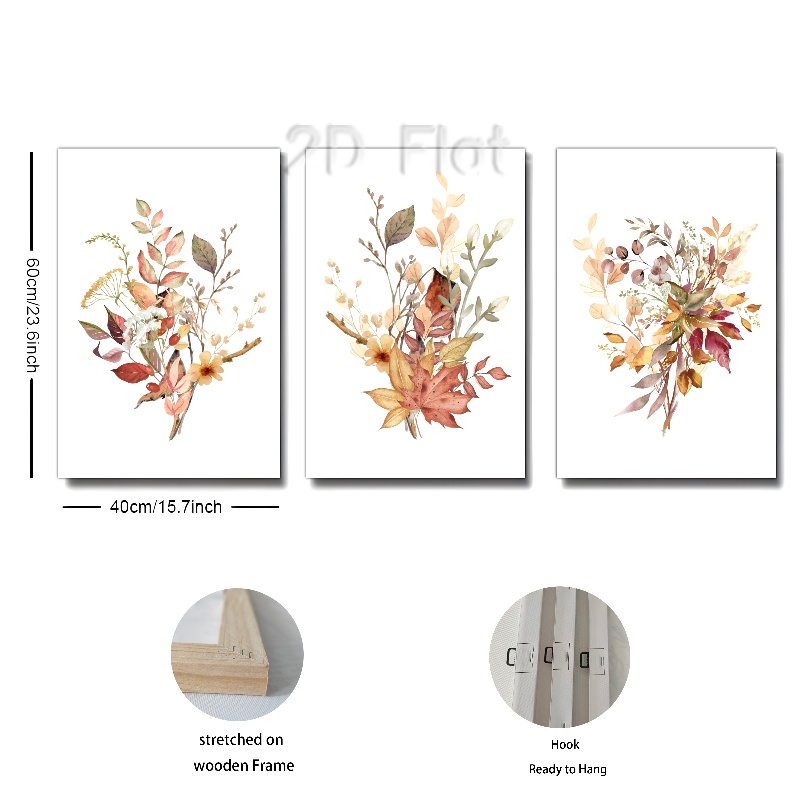 2D Flat
60cm/23.6inch
40cm/15.7inch
stretched on
wooden Frame
Hook
Ready to Hang